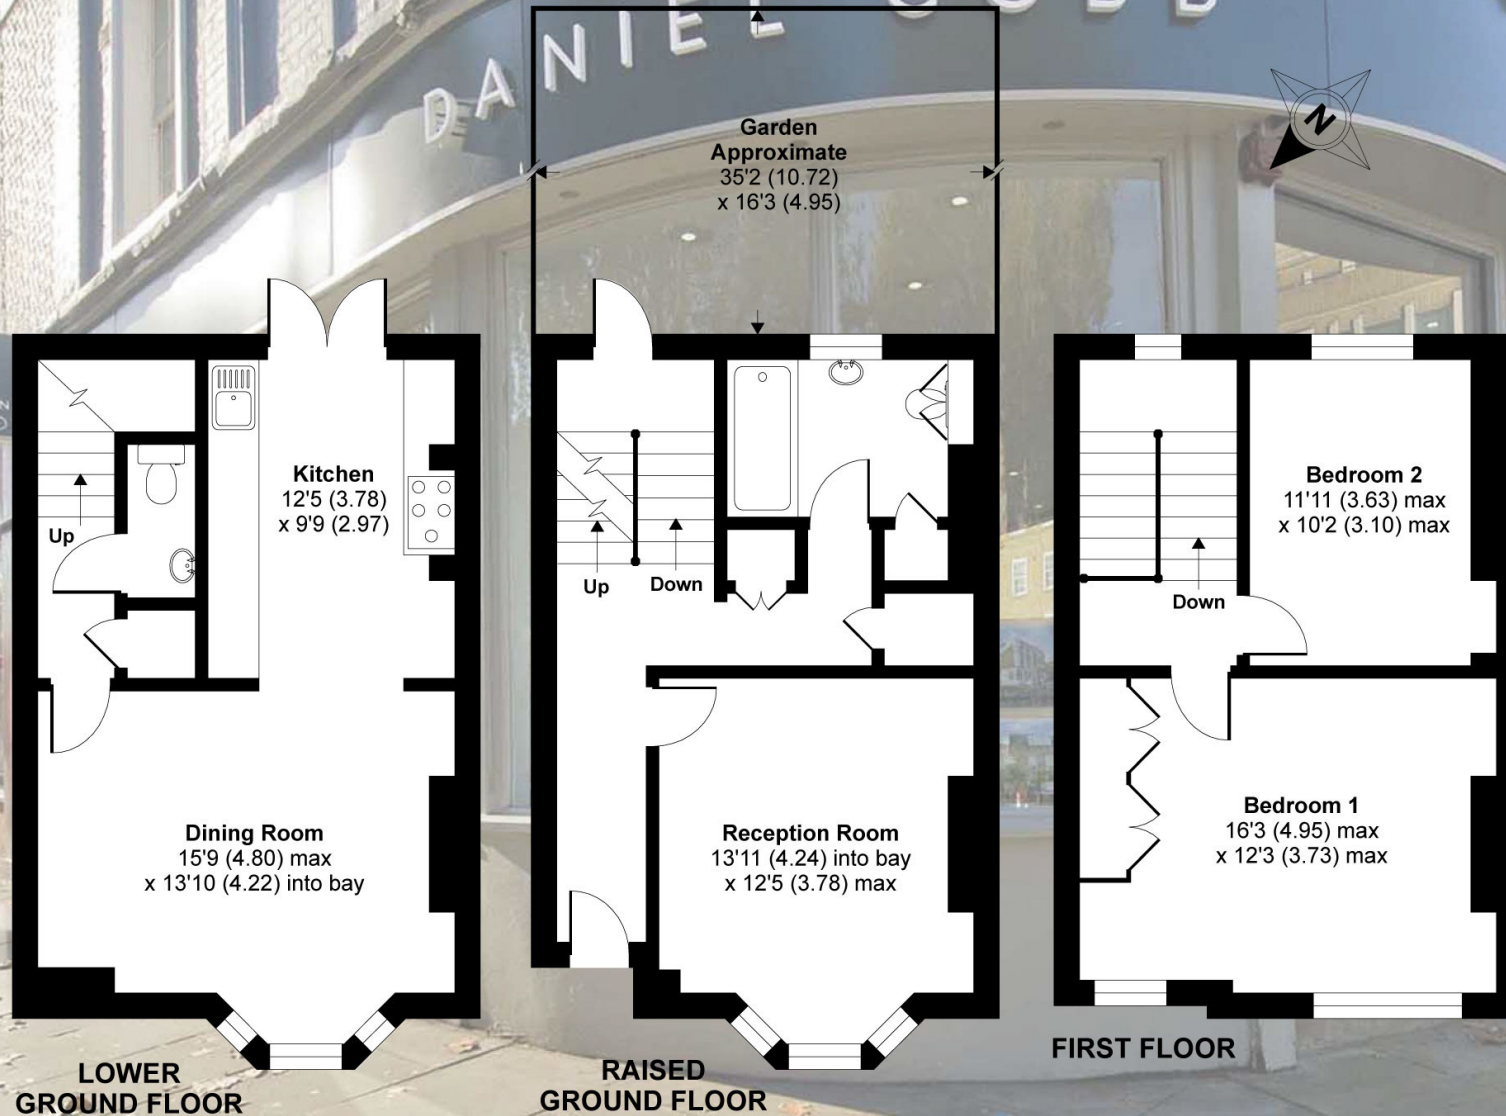 DANIEL COBB
N
Garden
Approximate
35'2 (10.72)
x 16'3 (4.95)
Kitchen
12'5 (3.78)
x 9'9 (2.97)
Up
Dining Room
15'9 (4.80) max
x 13'10 (4.22) into bay
LOWER
GROUND FLOOR
Up
Down
Reception Room
13'11 (4.24) into bay
x 12'5 (3.78) max
RAISED
GROUND FLOOR
Bedroom 2
11'11 (3.63) max
x 10'2 (3.10) max
Down
Bedroom 1
16'3 (4.95) max
x 12'3 (3.73) max
FIRST FLOOR